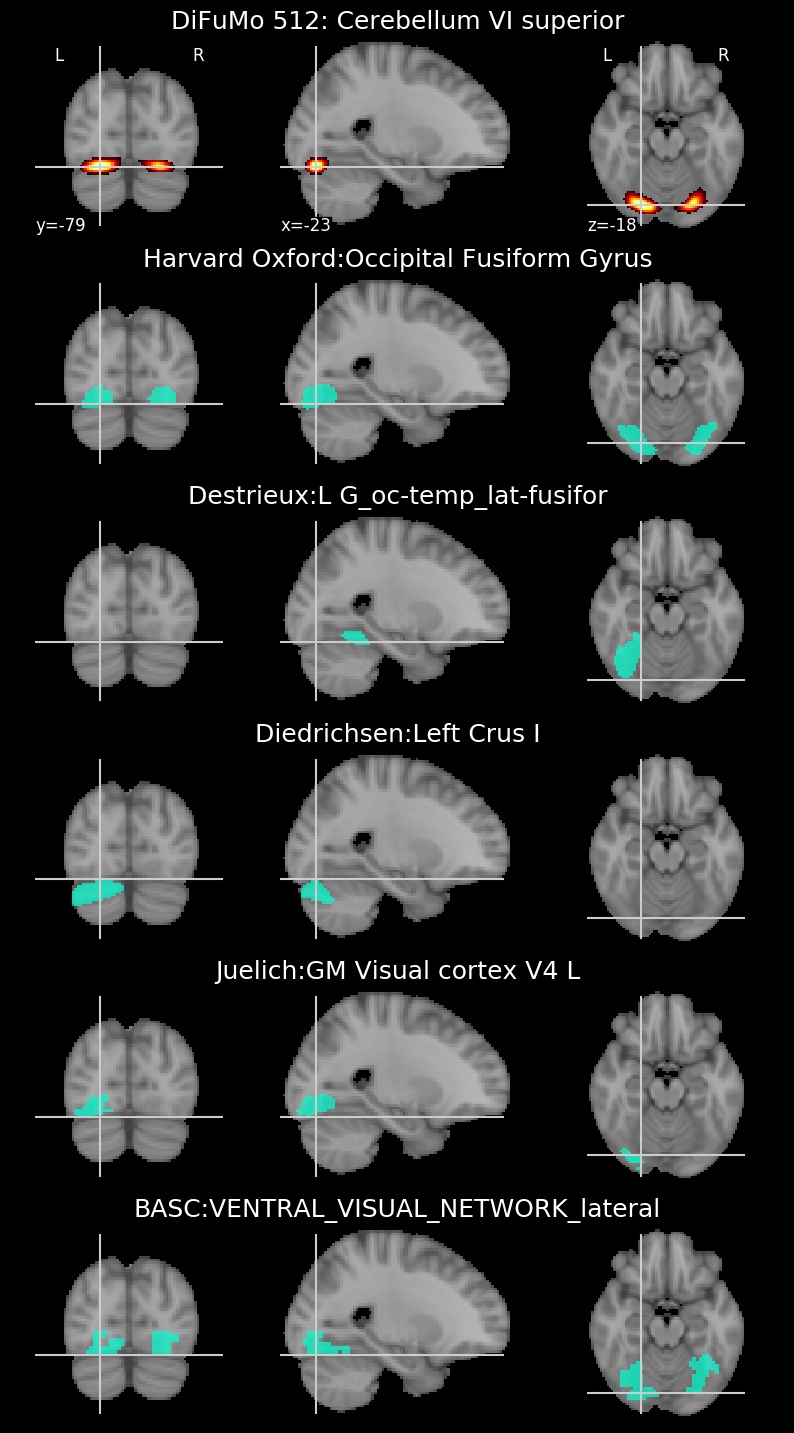 DiFuMo 512: Cerebellum VI superior
L R L R
y=-79 x=-23 z=-18
Harvard Oxford:Occipital Fusiform Gyrus
Destrieux:L G_oc-temp_lat-fusifor
Diedrichsen:Left Crus I
Juelich:GM Visual cortex V4 L
BASC:VENTRAL_VISUAL_NETWORK_lateral